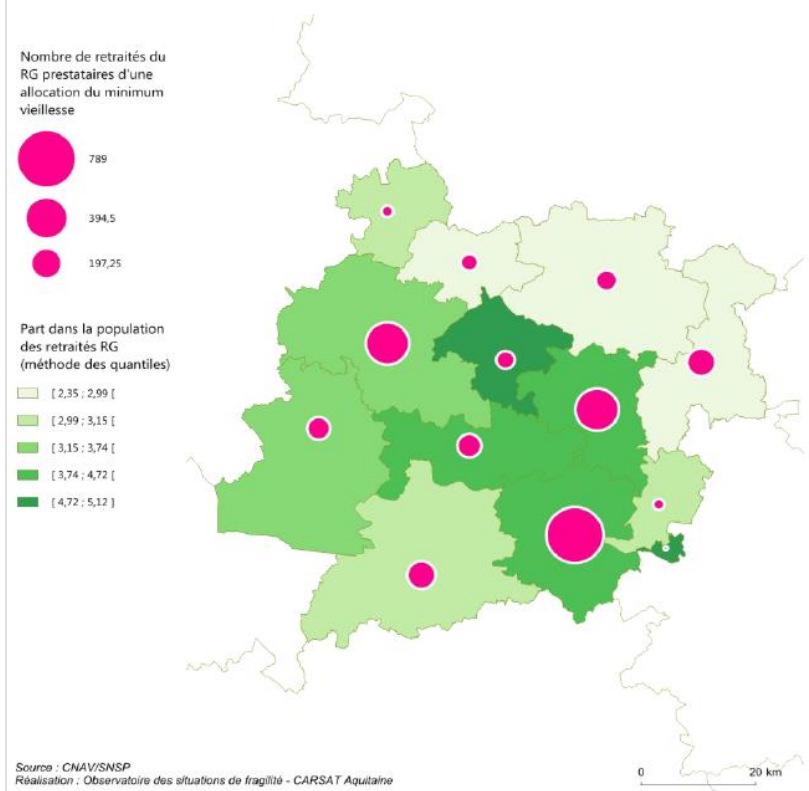 Nombre de retraités du
RG prestataires d'une
allocation du minimum
vieillesse
789
394,5
197,25
Part dans la population
des retraités RG
(méthode des quantiles)
[ 2,35 ; 2,99 [
[ 2,99 ; 3,15 [
[ 3,15 ; 3,74 [
[ 3,74 ; 4,72 [
[ 4,72 ; 5,12 ]
Source : CNAV/SNSP
Réalisation : Observatoire des situations de fragilité - CARSAT Aquitaine
0 20 km